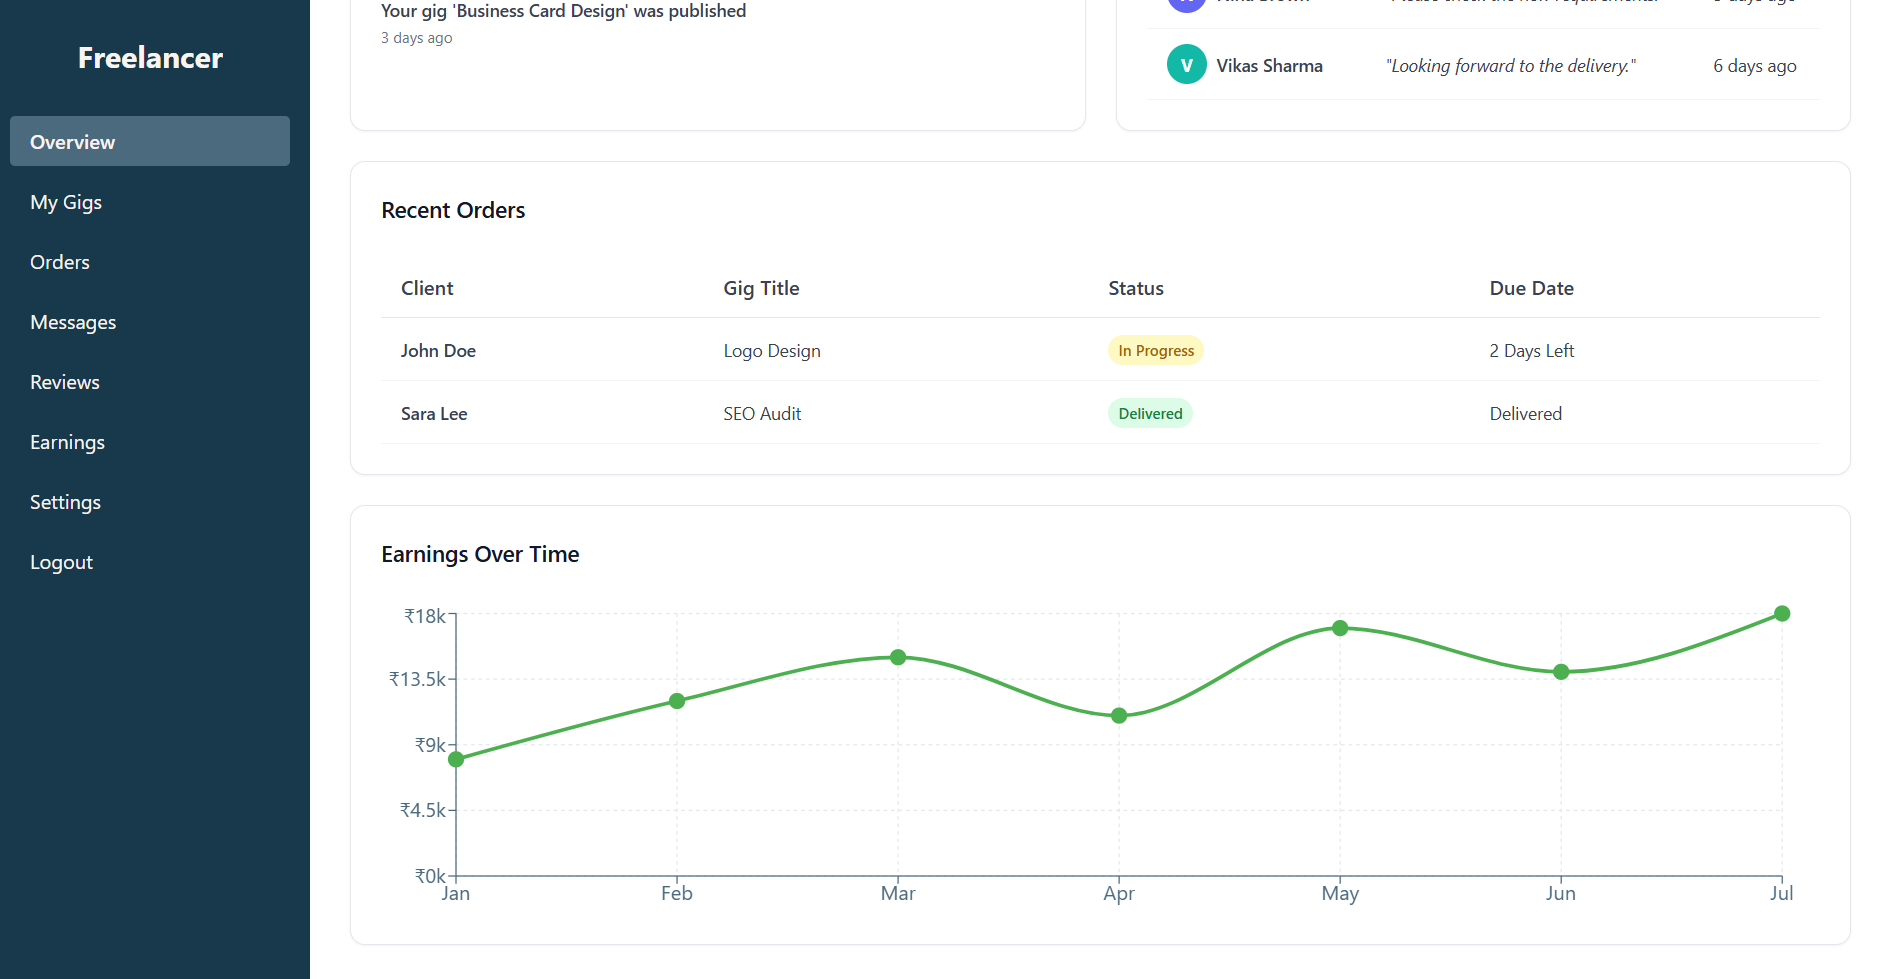 Freelancer
Overview
My Gigs
Orders
Messages
Reviews
Earnings
Settings
Logout
Your gig 'Business Card Design' was published
3 days ago
V Vikas Sharma "Looking forward to the delivery." 6 days ago
Recent Orders
Client Gig Title Status Due Date
John Doe Logo Design In Progress 2 Days Left
Sara Lee SEO Audit Delivered Delivered
Earnings Over Time
₹18k
₹13.5k
₹9k
₹4.5k
₹0k
Jan Feb Mar Apr May Jun Jul